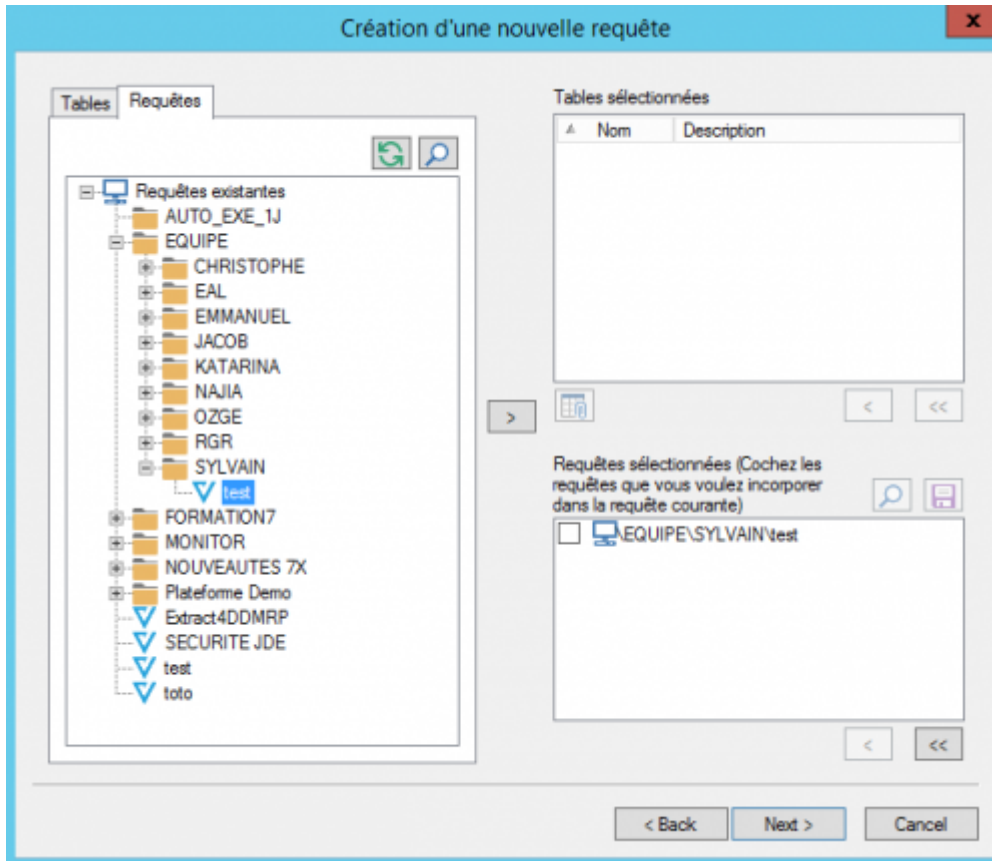 Création d'une nouvelle requête
x
Tables Requêtes
Requêtes existantes
AUTO_EXE_1J
EQUIPE
CHRISTOPHE
EAL
EMMANUEL
JACOB
KATARINA
NAJIA
OZGE
RGR
SYLVAIN
test
FORMATION7
MONITOR
NOUVEAUTES 7X
Plateforme Demo
Extract4DDMRP
SECURITE JDE
test
toto
>
Tables sélectionnées
Nom Description
< <<
Requêtes sélectionnées (Cochez les
requêtes que vous voulez incorporer
dans la requête courante)
\EQUIPE\SYLVAIN\test
< <<
< Back Next > Cancel